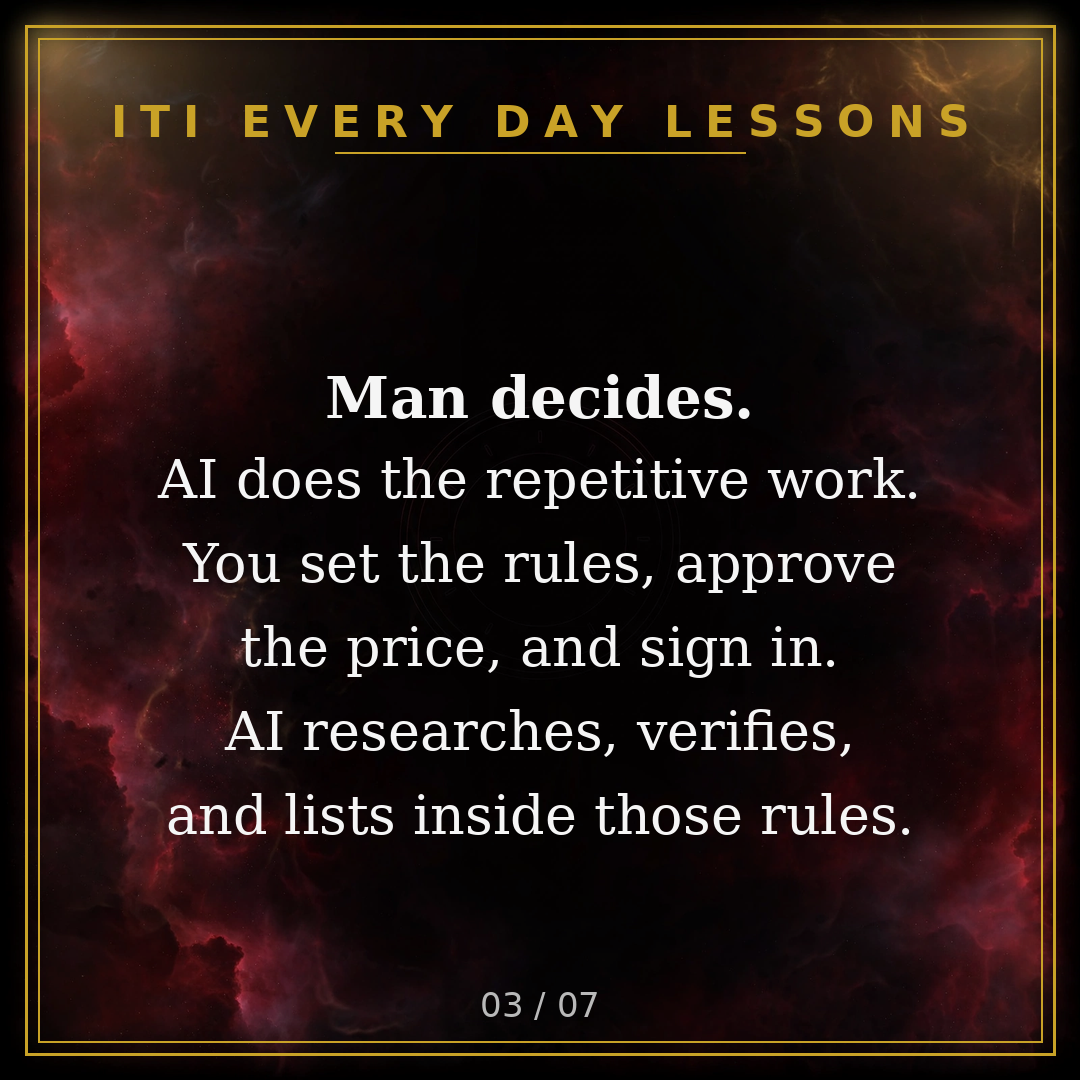 ITI EVERY DAY LESSONS
Man decides.
AI does the repetitive work.
You set the rules, approve
the price, and sign in.
AI researches, verifies,
and lists inside those rules.
03 / 07